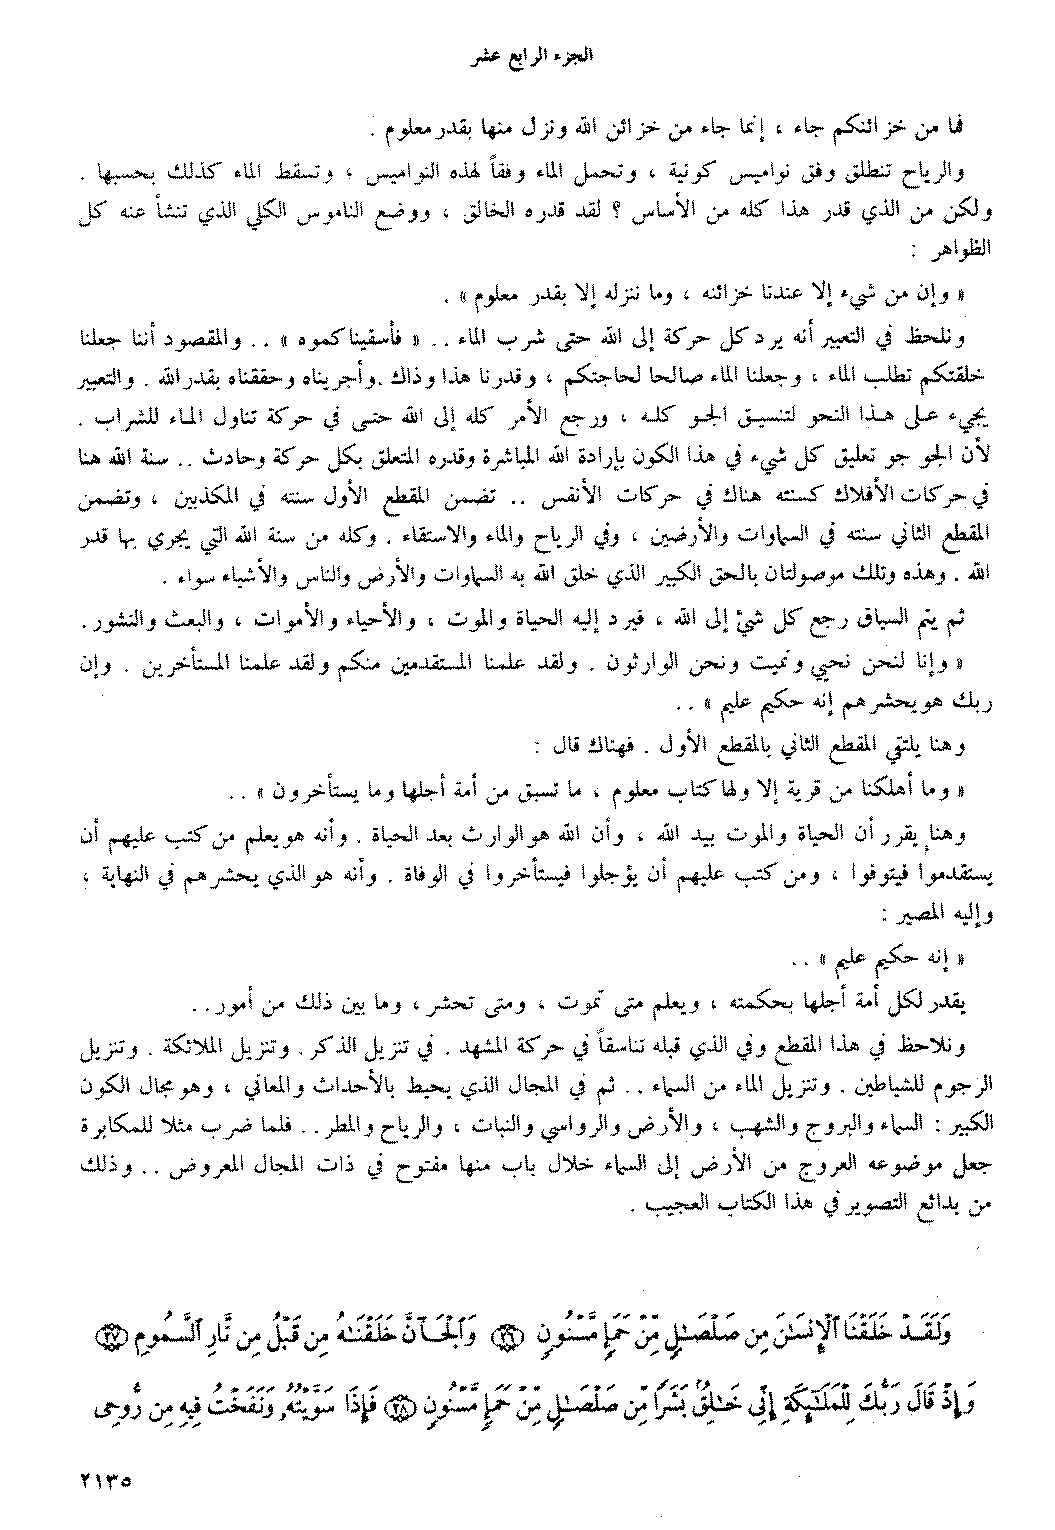 الجزء الرابع عشر
فما من خزائنكم جاء ، إنما جاء من خزائن الله ونزل منها بقدر معلوم .
والرياح تنطلق وفق نواميس كونية ، وتحمل الماء وفقاً لهذه النواميس ، وتسقط الماء كذلك بحسبها .
ولكن من الذي قدر هذا كله من الأساس ؟ لقد قدره الخالق ، ووضع الناموس الكلي الذي تنشأ عنه كل
الظواهر :
« وإن من شيء إلا عندنا خزائنه ، وما ننزله إلا بقدر معلوم » .
ونلحظ في التعبير أنه يرد كل حركة إلى الله حتى شرب الماء .. « فأسقيناكموه » .. والمقصود أننا جعلنا
خلقتكم تطلب الماء ، وجعلنا الماء صالحا لحاجتكم ، وقدرنا هذا وذاك . وأجريناه وحققناه بقدر الله . والتعبير
يجيء على هذا النحو لتنسيق الجو كله ، ورجع الأمر كله إلى الله حتى في حركة تناول الماء للشراب .
لأن الجو جو تعليق كل شيء في هذا الكون بإرادة الله المباشرة وقدره المتعلق بكل حركة وحادث .. سنة الله هنا
في حركات الأفلاك كسنته هناك في حركات الأنفس .. تضمن المقطع الأول سنته في المكذبين ، وتضمن
المقطع الثاني سنته في السماوات والأرضين ، وفي الرياح والماء والاستقاء . وكله من سنة الله التي يجري بها قدر
الله . وهذه وتلك موصولتان بالحق الكبير الذي خلق الله به السماوات والأرض والناس والأشياء سواء .
ثم يتم السياق رجع كل شيْ إلى الله ، فيرد إليه الحياة والموت ، والأحياء والأموات ، والبعث والنشور .
« وإنا لنحن نحيي ونميت ونحن الوارثون . ولقد علمنا المستقدمين منكم ولقد علمنا المستأخرين . وإن
ربك هو يحشرهم إنه حكيم عليم » ..
وهنا يلتقي المقطع الثاني بالمقطع الأول . فهناك قال :
« وما أهلكنا من قرية إلا ولها كتاب معلوم ، ما تسبق من أمة أجلها وما يستأخرون » ..
وهنا يقرر أن الحياة والموت بيد الله ، وأن الله هو الوارث بعد الحياة . وأنه هو يعلم من كتب عليهم أن
يستقدموا فيتوفوا ، ومن كتب عليهم أن يؤجلوا فيستأخروا في الوفاة . وأنه هو الذي يحشرهم في النهاية ،
وإليه المصير :
« إنه حكيم عليم » ..
يقدر لكل أمة أجلها بحكمته ، ويعلم متى تموت ، ومتى تحشر ، وما بين ذلك من أمور ..
ونلاحظ في هذا المقطع وفي الذي قبله تناسقاً في حركة المشهد . في تنزيل الذكر . وتنزيل الملائكة . وتنزيل
الرجوم للشياطين . وتنزيل الماء من السماء .. ثم في المجال الذي يحيط بالأحداث والمعاني ، وهو مجال الكون
الكبير : السماء والبروج والشهب ، والأرض والرواسي والنبات ، والرياح والمطر .. فلما ضرب مثلا للمكابرة
جعل موضوعه العروج من الأرض إلى السماء خلال باب منها مفتوح في ذات المجال المعروض .. وذلك
من بدائع التصوير في هذا الكتاب العجيب .
وَلَقَدْ خَلَقْنَا ٱلْإِنسَٰنَ مِن صَلْصَٰلٍ مِّنْ حَمَإٍ مَّسْنُونٍ ﴿٢٦﴾ وَٱلْجَآنَّ خَلَقْنَٰهُ مِن قَبْلُ مِن نَّارِ ٱلسَّمُومِ ﴿٢٧﴾
وَإِذْ قَالَ رَبُّكَ لِلْمَلَٰٓئِكَةِ إِنِّى خَٰلِقٌۢ بَشَرًا مِّن صَلْصَٰلٍ مِّنْ حَمَإٍ مَّسْنُونٍ ﴿٢٨﴾ فَإِذَا سَوَّيْتُهُۥ وَنَفَخْتُ فِيهِ مِن رُّوحِى
٢١٣٥